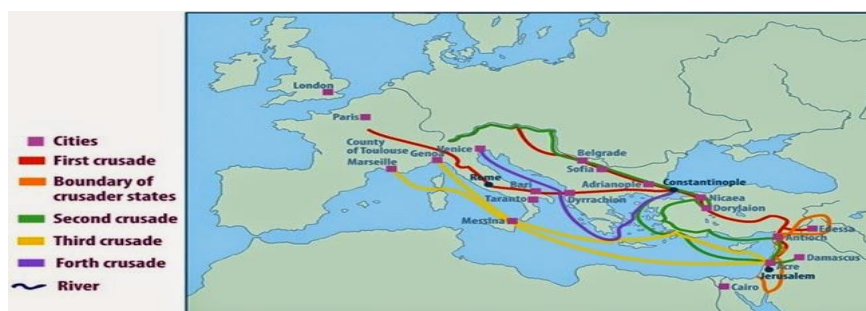 Cities
First crusade
Boundary of
crusader states
Second crusade
Third crusade
Forth crusade
River
London
Paris
County
of Toulouse
Marseille
Genoa
Venice
Rome
Bari
Taranto
Messina
Belgrade
Sofia
Adrianople
Dyrrachion
Constantinople
Nicaea
Dorylaion
Edessa
Antioch
Damascus
Acre
Jerusalem
Cairo